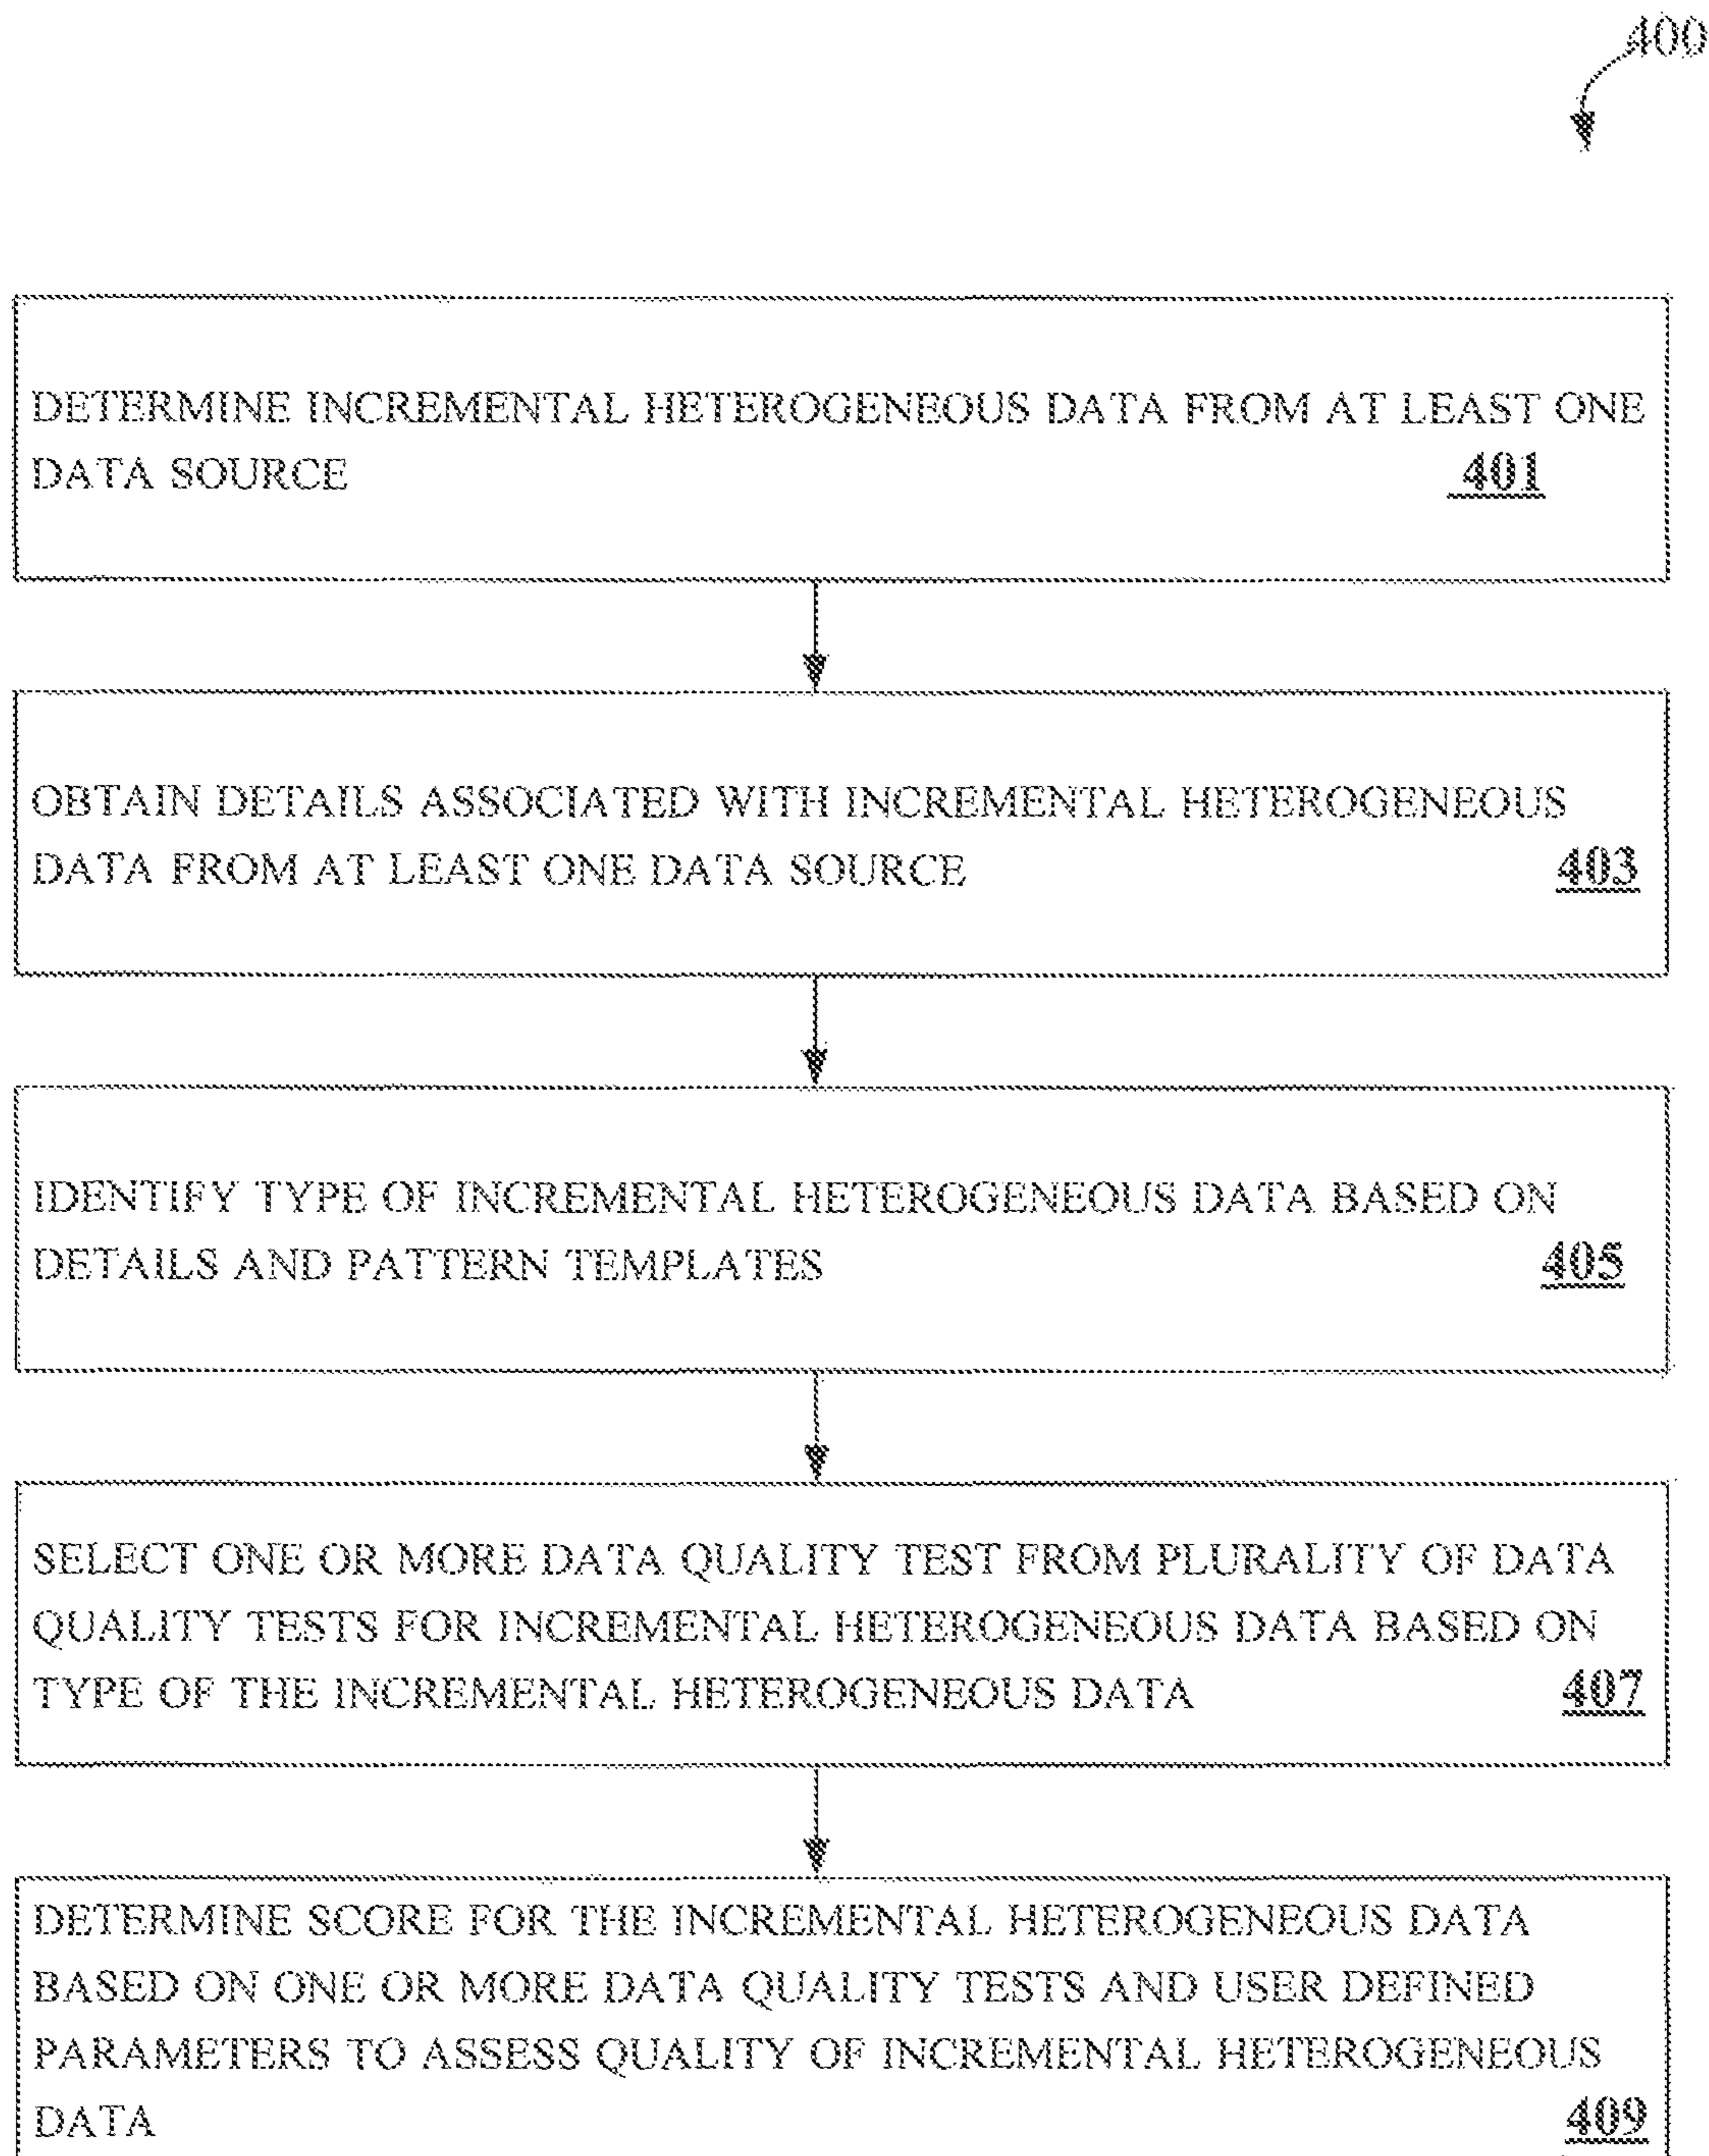 400
DETERMINE INCREMENTAL HETEROGENEOUS DATA FROM AT LEAST ONE
DATA SOURCE 401
OBTAIN DETAILS ASSOCIATED WITH INCREMENTAL HETEROGENEOUS
DATA FROM AT LEAST ONE DATA SOURCE 403
IDENTIFY TYPE OF INCREMENTAL HETEROGENEOUS DATA BASED ON
DETAILS AND PATTERN TEMPLATES 405
SELECT ONE OR MORE DATA QUALITY TEST FROM PLURALITY OF DATA
QUALITY TESTS FOR INCREMENTAL HETEROGENEOUS DATA BASED ON
TYPE OF THE INCREMENTAL HETEROGENEOUS DATA 407
DETERMINE SCORE FOR THE INCREMENTAL HETEROGENEOUS DATA
BASED ON ONE OR MORE DATA QUALITY TESTS AND USER DEFINED
PARAMETERS TO ASSESS QUALITY OF INCREMENTAL HETEROGENEOUS
DATA 409